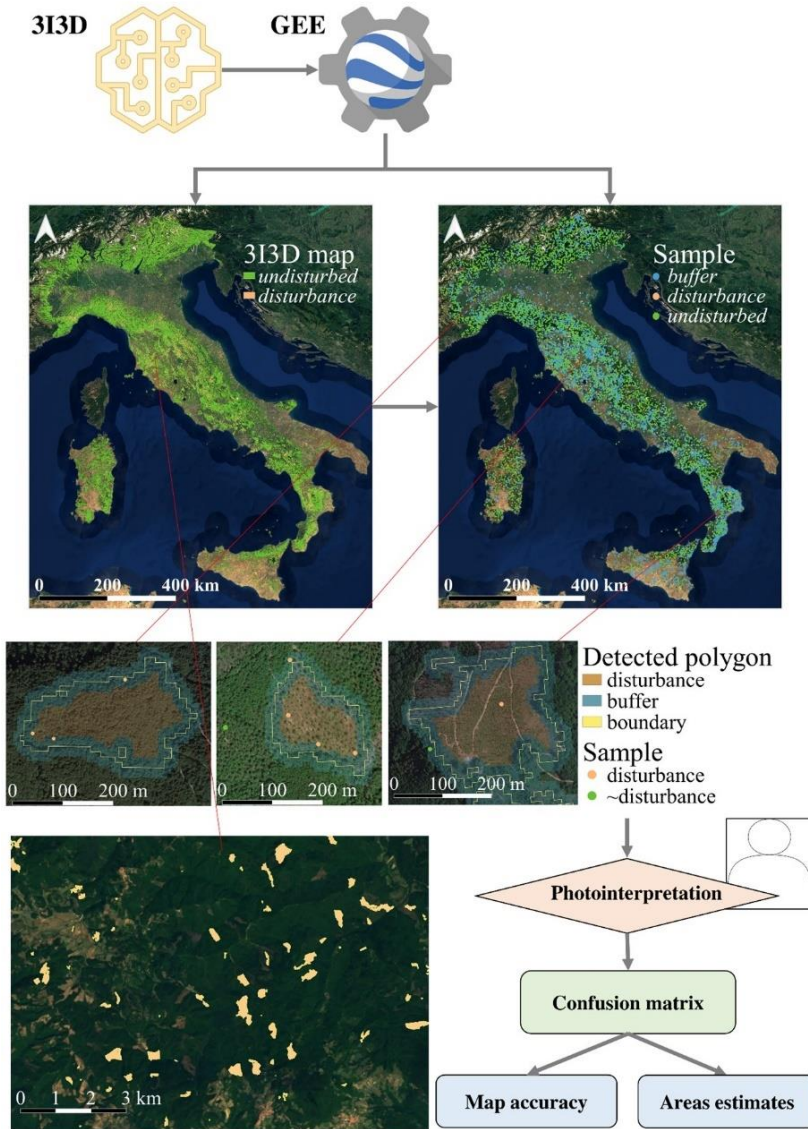 3I3D
GEE
3I3D map
undisturbed
disturbance
0 200 400 km
Sample
buffer
disturbance
undisturbed
0 200 400 km
0 100 200 m
0 100 200 m
0 100 200 m
Detected polygon
disturbance
buffer
boundary
Sample
disturbance
~disturbance
Photointerpretation
Confusion matrix
Map accuracy
Areas estimates
0 1 2 3 km